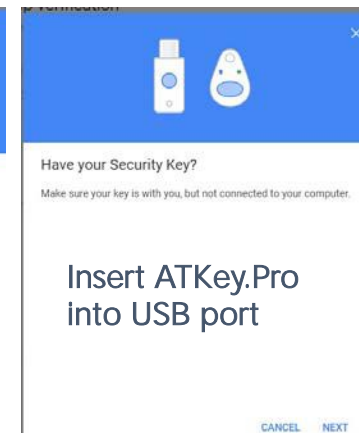 Have your Security Key?
Make sure your key is with you, but not connected to your computer.
Insert ATKey.Pro
into USB port
CANCEL NEXT